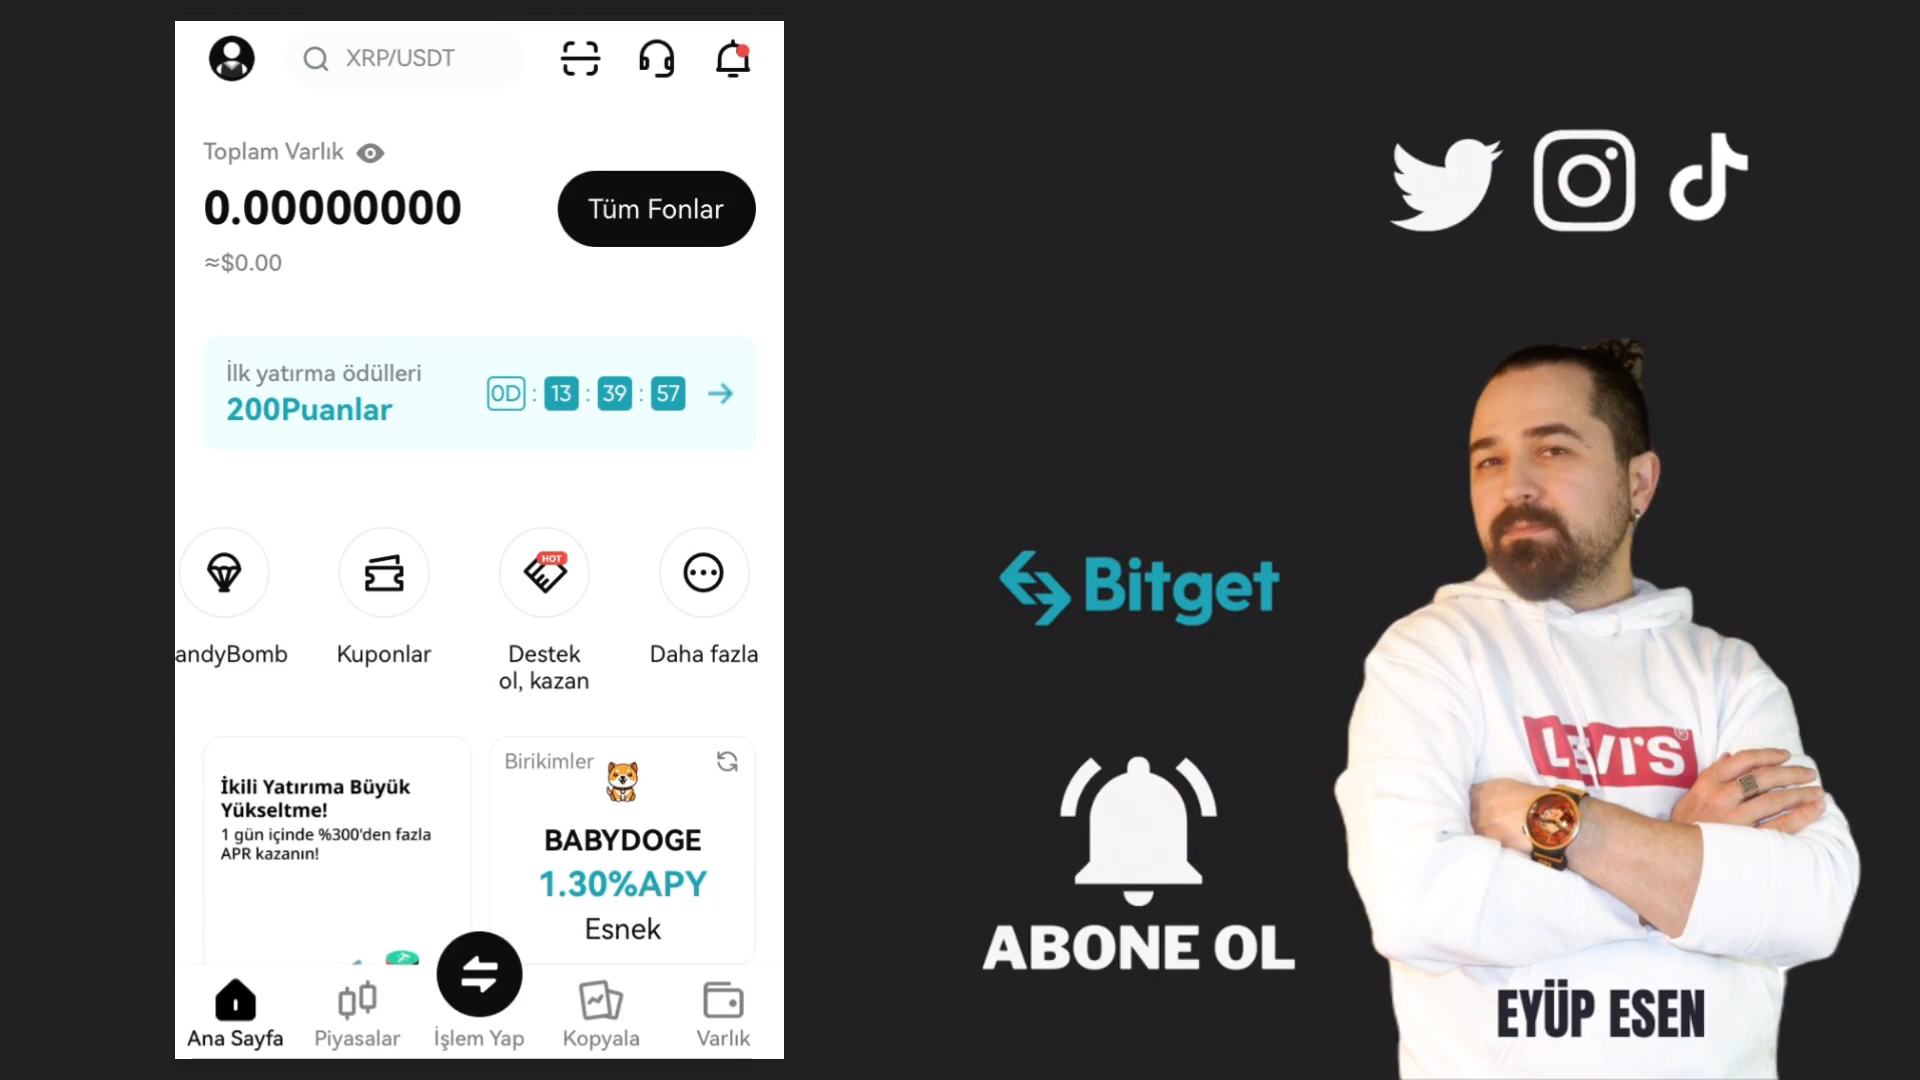 XRP/USDT
Toplam Varlık
0.00000000
Tüm Fonlar
≈$0.00
İlk yatırma ödülleri
200Puanlar
0D : 13 : 39 : 57
HOT
andyBomb
Kuponlar
Destek
ol, kazan
Daha fazla
İkili Yatırıma Büyük
Yükseltme!
1 gün içinde %300'den fazla
APR kazanın!
Birikimler
BABYDOGE
1.30%APY
Esnek
Ana Sayfa
Piyasalar
İşlem Yap
Kopyala
Varlık
Bitget
ABONE OL
LEVI'S
®
EYÜP ESEN